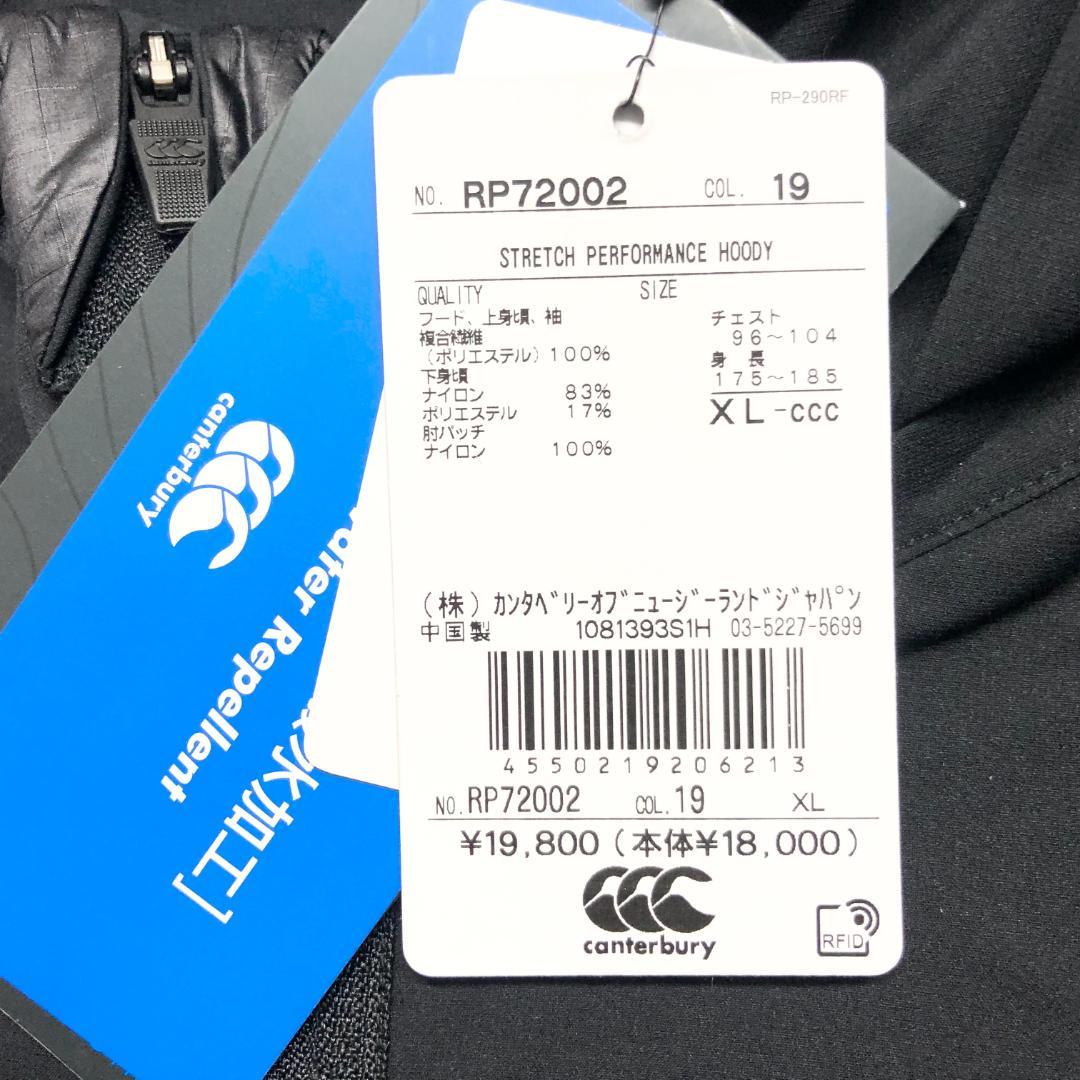 RP-290RF
NO. RP72002 COL. 19
STRETCH PERFORMANCE HOODY
QUALITY SIZE
フード、上身頃、袖
複合繊維
（ポリエステル）100%
下身頃
ナイロン 83%
ポリエステル 17%
肘パッチ
ナイロン 100%
チェスト
96〜104
身 長
175〜185
XL-ccc
（株）カンタベリーオブニュージーランドジャパン
中国製 1081393S1H 03-5227-5699
4550219206213
NO. RP72002 COL. 19 XL
¥19,800（本体¥18,000）
canterbury
RFID
canterbury
Water Repellent
水加工]
canterbury